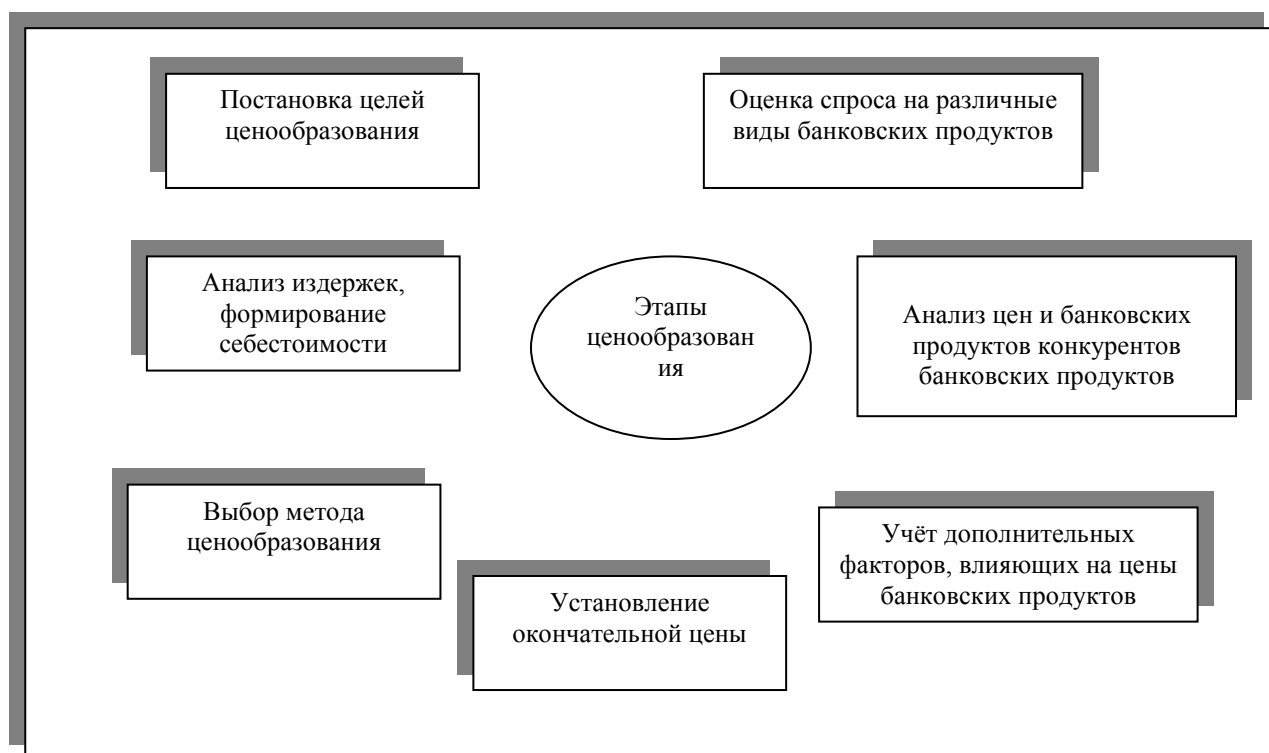 Постановка целей
ценообразования
Оценка спроса на различные
виды банковских продуктов
Анализ издержек,
формирование
себестоимости
Этапы
ценообразован
ия
Анализ цен и банковских
продуктов конкурентов
банковских продуктов
Выбор метода
ценообразования
Установление
окончательной цены
Учёт дополнительных
факторов, влияющих на цены
банковских продуктов